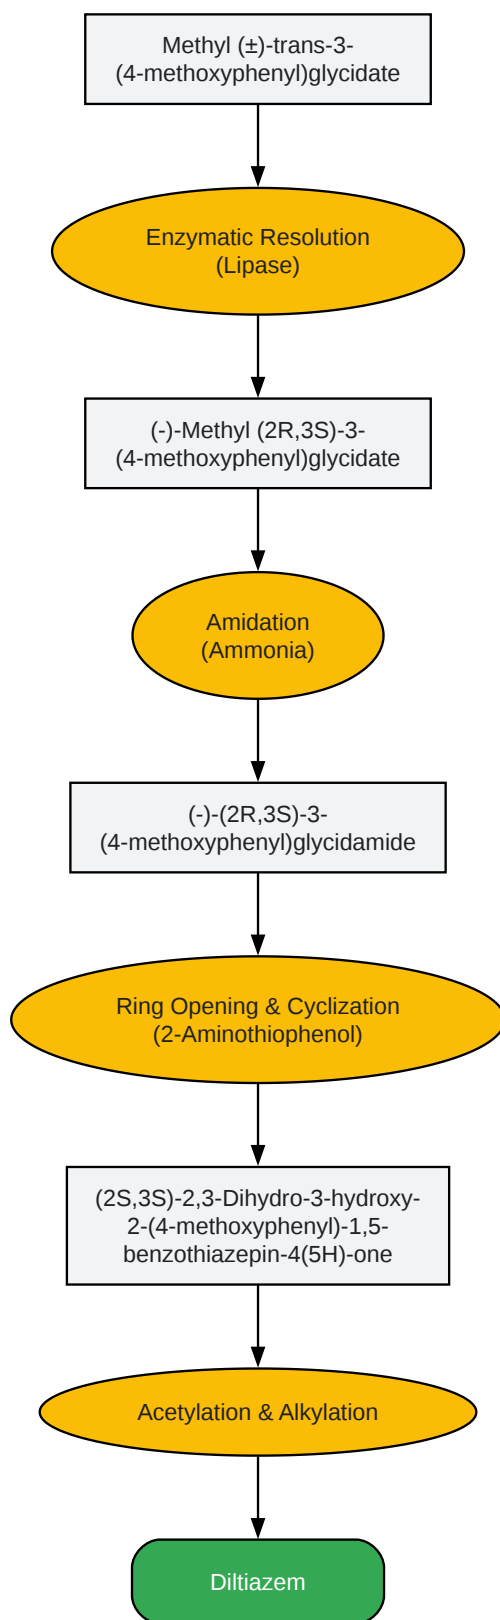 Methyl (±)-trans-3-
(4-methoxyphenyl)glycidate
Enzymatic Resolution
(Lipase)
(-)-Methyl (2R,3S)-3-
(4-methoxyphenyl)glycidate
Amidation
(Ammonia)
(-)-(2R,3S)-3-
(4-methoxyphenyl)glycidamide
Ring Opening & Cyclization
(2-Aminothiophenol)
(2S,3S)-2,3-Dihydro-3-hydroxy-
2-(4-methoxyphenyl)-1,5-
benzothiazepin-4(5H)-one
Acetylation & Alkylation
Diltiazem